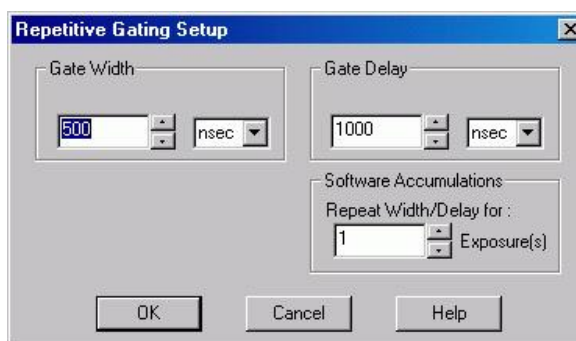 Repetitive Gating Setup
Gate Width
500
nsec
Gate Delay
1000
nsec
Software Accumulations
Repeat Width/Delay for :
1
Exposure(s)
OK
Cancel
Help